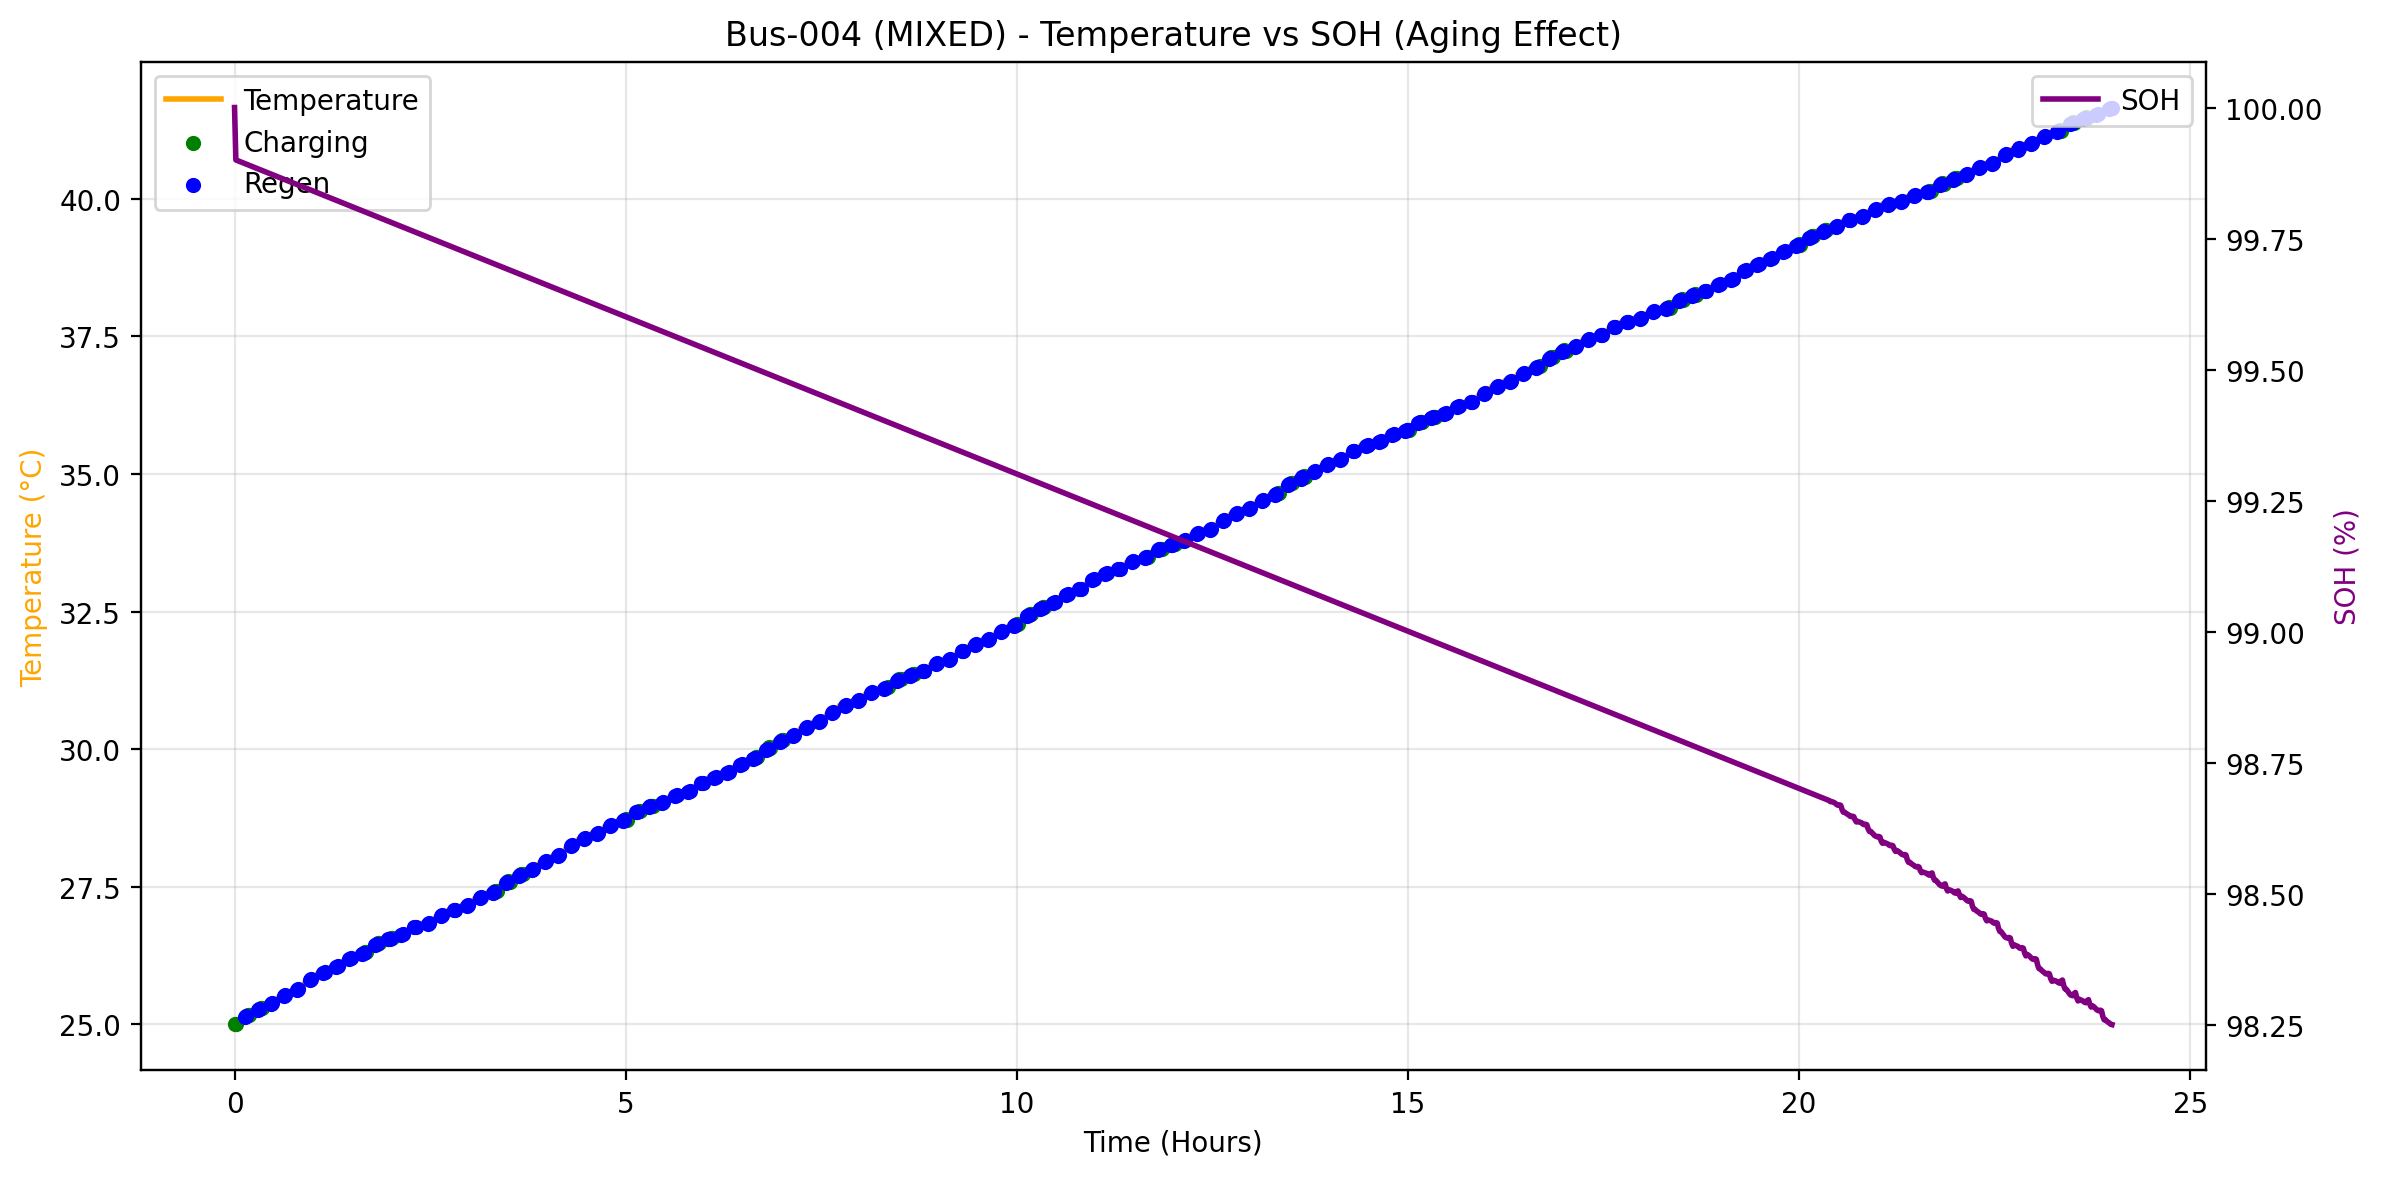 Bus-004 (MIXED) - Temperature vs SOH (Aging Effect)
Temperature
Charging
Regen
SOH
Temperature (°C)
40.0
37.5
35.0
32.5
30.0
27.5
25.0
100.00
99.75
99.50
99.25
99.00
98.75
98.50
98.25
SOH (%)
0 5 10 15 20 25
Time (Hours)